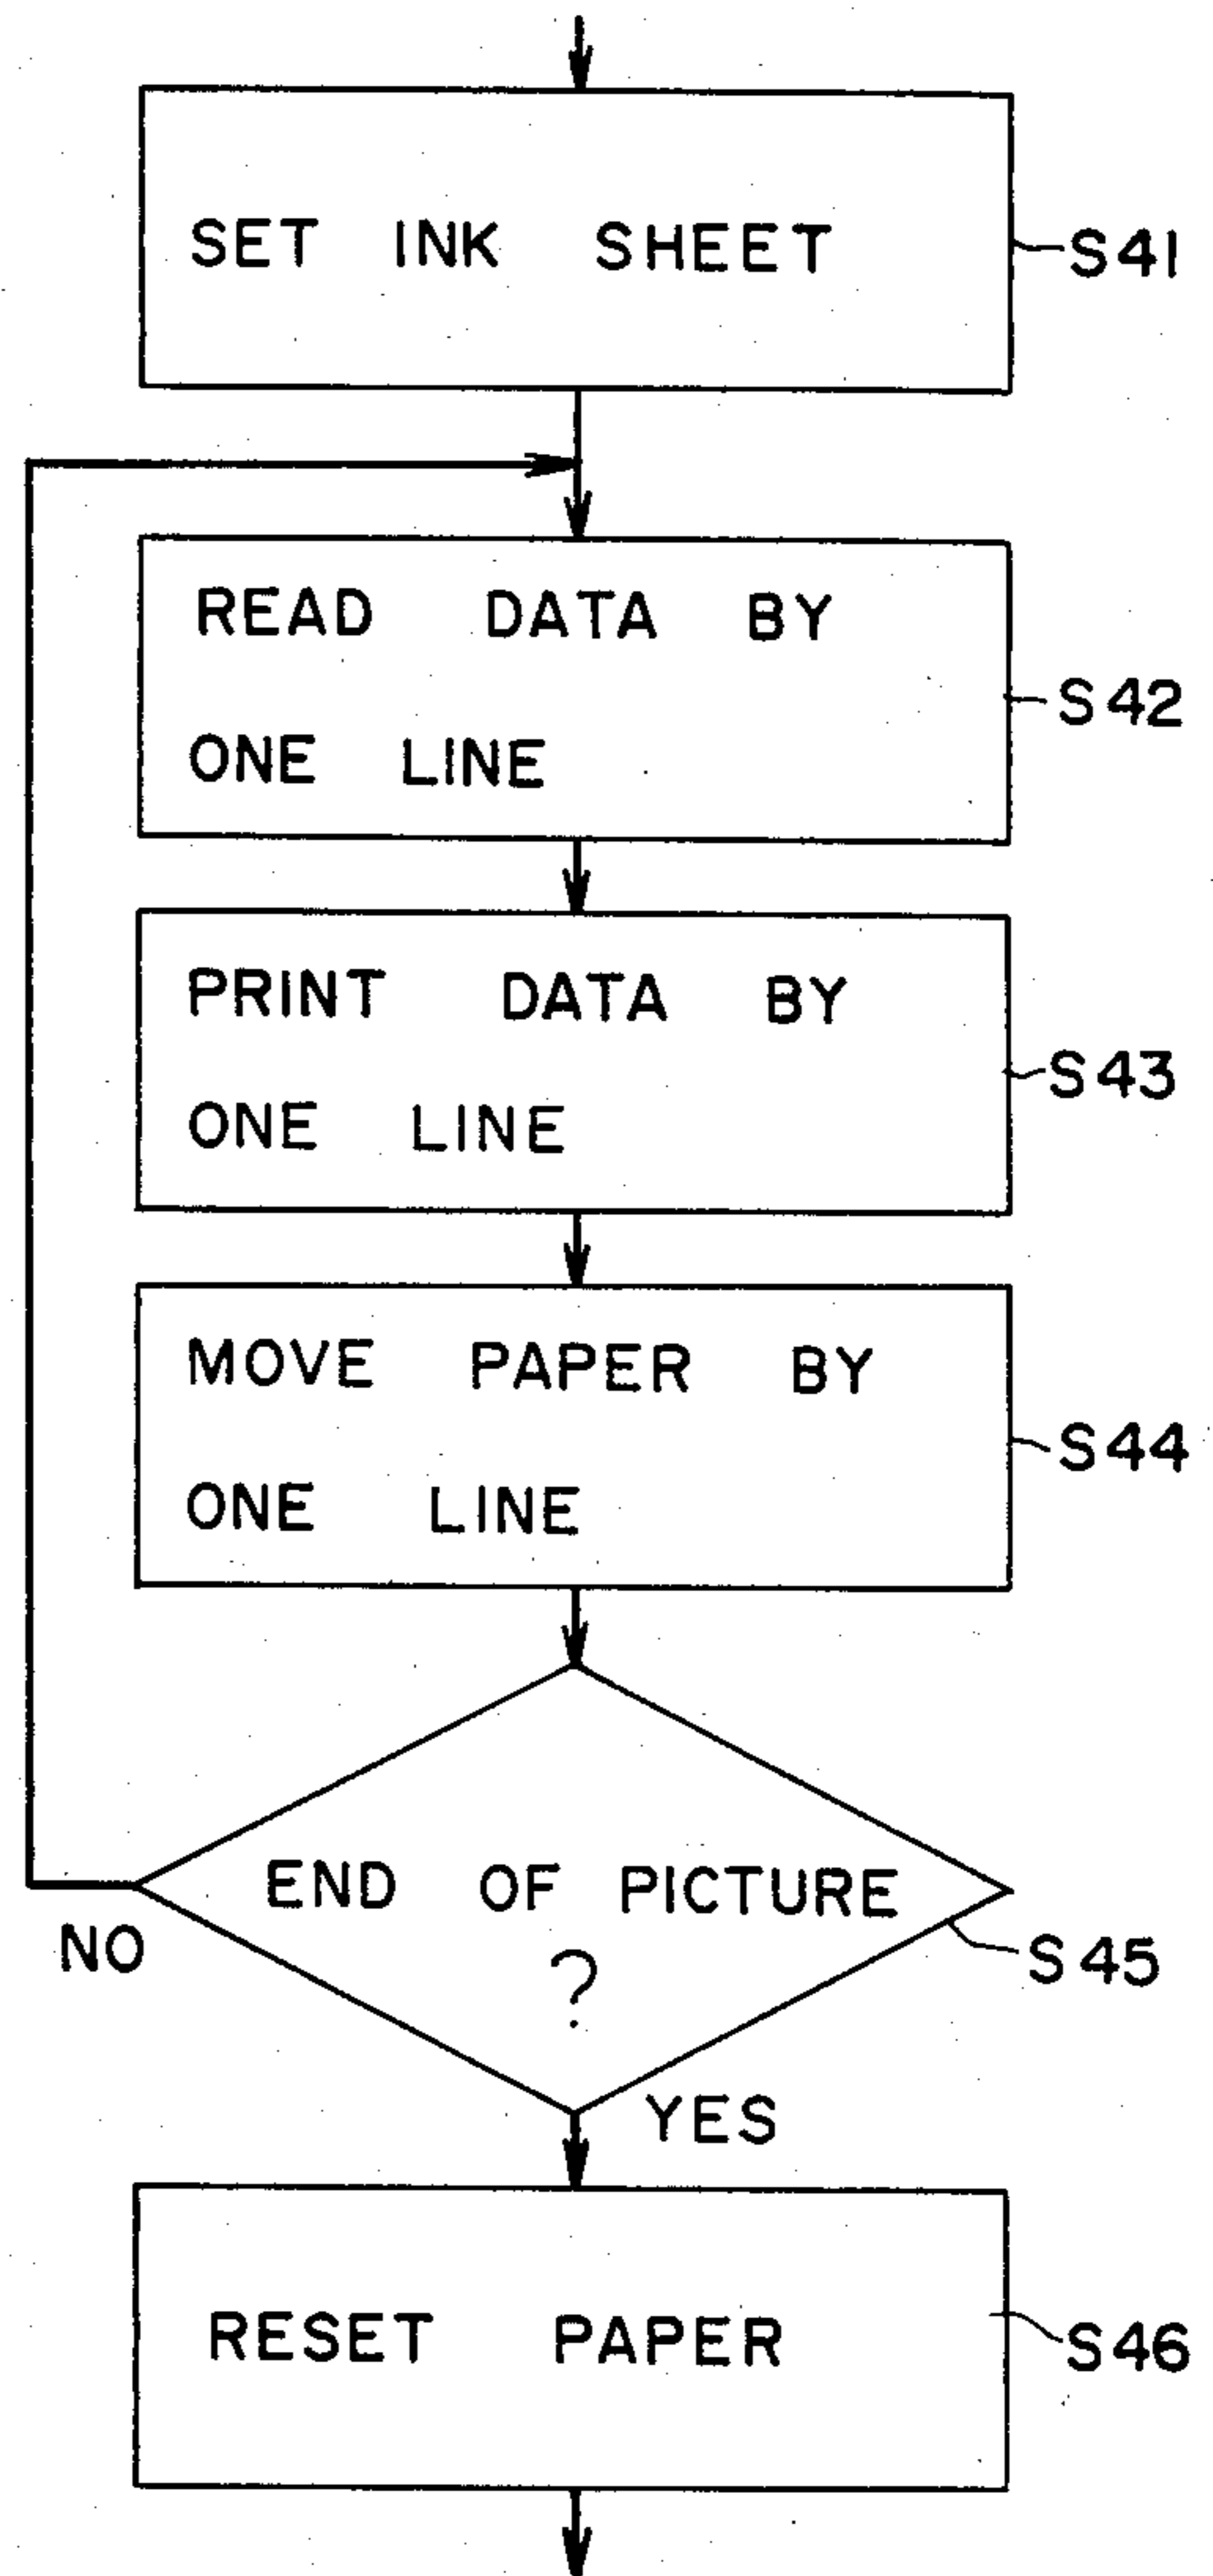 SET INK SHEET
S41
READ DATA BY
ONE LINE
S42
PRINT DATA BY
ONE LINE
S43
MOVE PAPER BY
ONE LINE
S44
END OF PICTURE
?
S45
NO
YES
RESET PAPER
S46